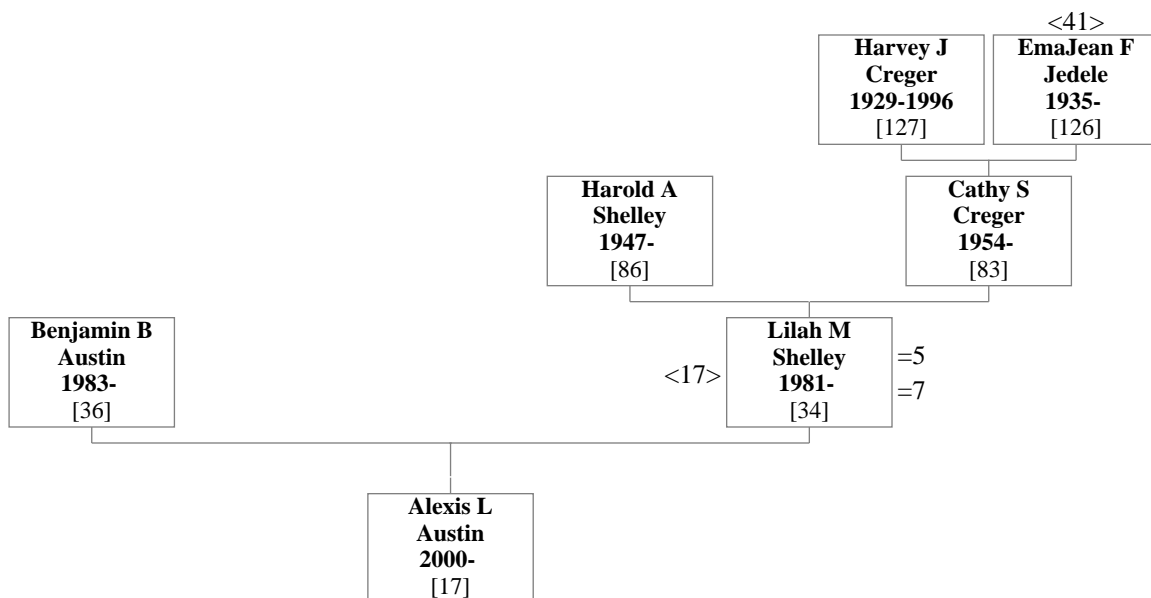 <41>
Harvey J
Creger
1929-1996
[127]
EmaJean F
Jedele
1935-
[126]
Harold A
Shelley
1947-
[86]
Cathy S
Creger
1954-
[83]
Benjamin B
Austin
1983-
[36]
<17>
Lilah M
Shelley
1981-
[34]
=5
=7
Alexis L
Austin
2000-
[17]